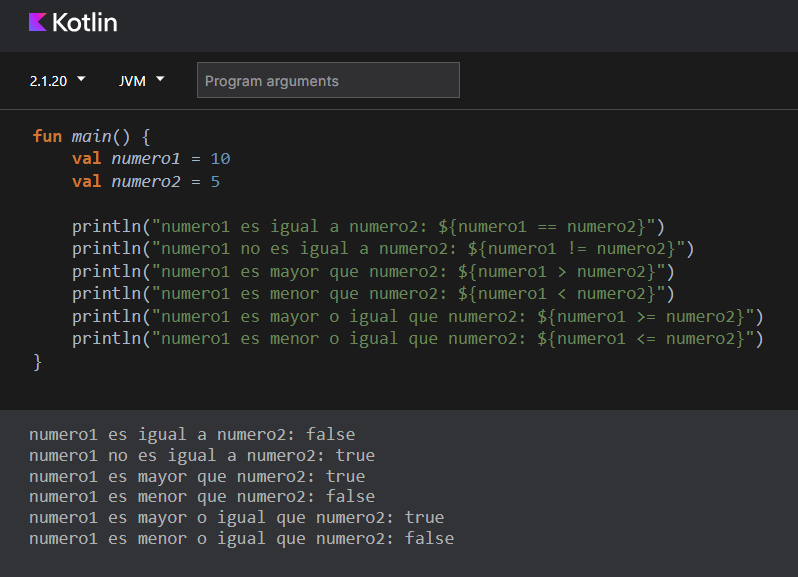 Kotlin
2.1.20 JVM Program arguments
fun main() {
    val numero1 = 10
    val numero2 = 5

    println("numero1 es igual a numero2: ${numero1 == numero2}")
    println("numero1 no es igual a numero2: ${numero1 != numero2}")
    println("numero1 es mayor que numero2: ${numero1 > numero2}")
    println("numero1 es menor que numero2: ${numero1 < numero2}")
    println("numero1 es mayor o igual que numero2: ${numero1 >= numero2}")
    println("numero1 es menor o igual que numero2: ${numero1 <= numero2}")
}
numero1 es igual a numero2: false
numero1 no es igual a numero2: true
numero1 es mayor que numero2: true
numero1 es menor que numero2: false
numero1 es mayor o igual que numero2: true
numero1 es menor o igual que numero2: false